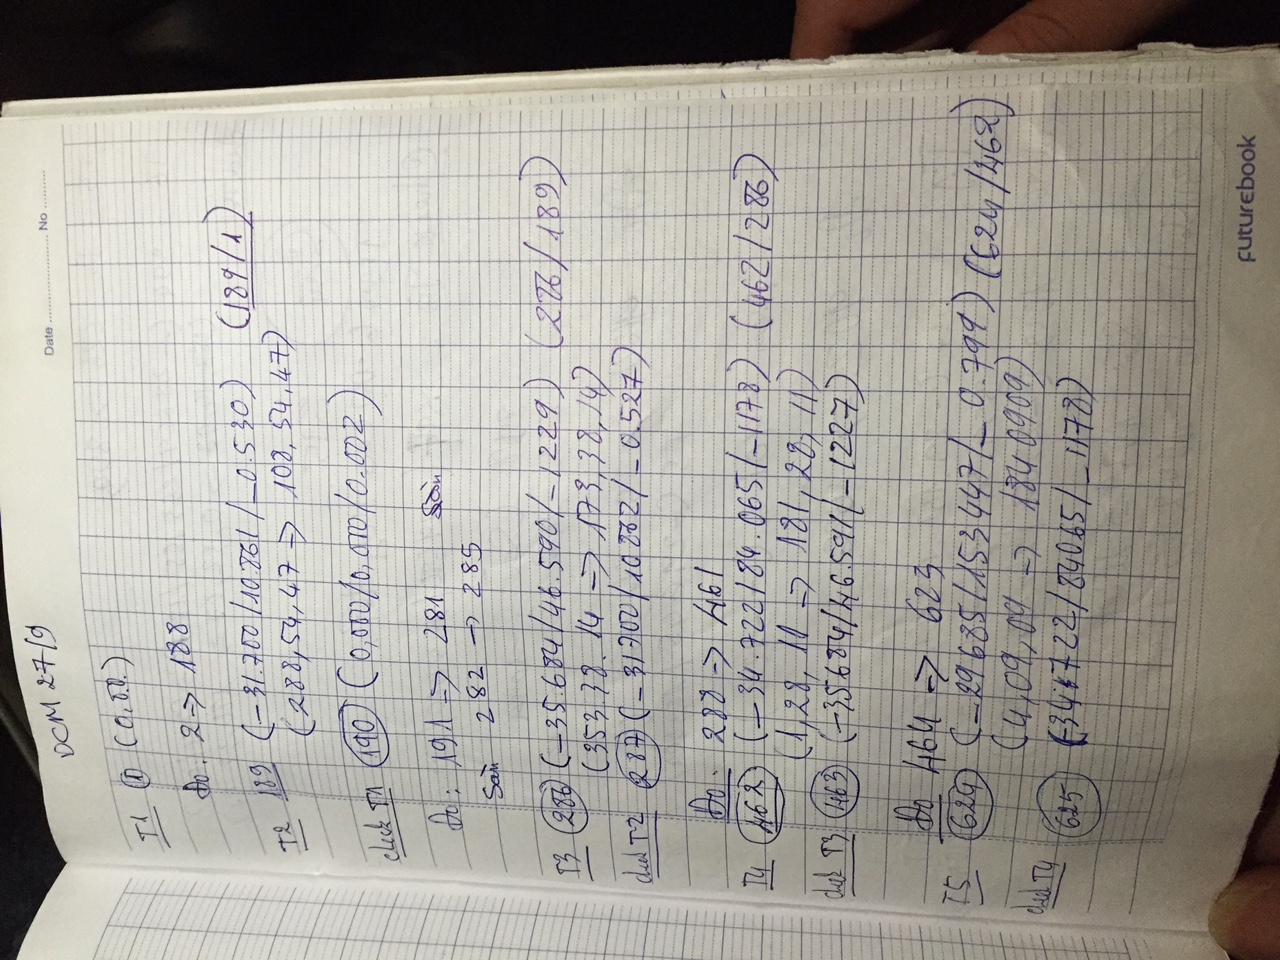 DCM 27/9
Date ........................ No ..........
T1 1 (0,0.0.)
Đo. 2 → 188
T2 189 (-31.700/10.861/-0.530) (189/1)
(288,54,47 → 108,54,47)
check T1 190 (0,000/0,000/0.002)
Đo: 191 → 281
Sàn 282 → 285
T3 286 (-35.684/46.590/-1229) (286/189)
(353.38.14 → 173,38,14)
check T2 287 (-31700/10862/-0.527)
Đo. 288 → 461
T4 462 (-34.722/84.065/-1178) (462/286)
(1,28,11 → 181,28,11)
check T3 463 (-35684/46.591/-1227)
Đo 464 → 623
T5 624 (-29685/153447/-0.799) (624/462)
(4,09,09 → 1840909)
check T4
625 (-34722/84065/-1178)
FUTUREBOOK